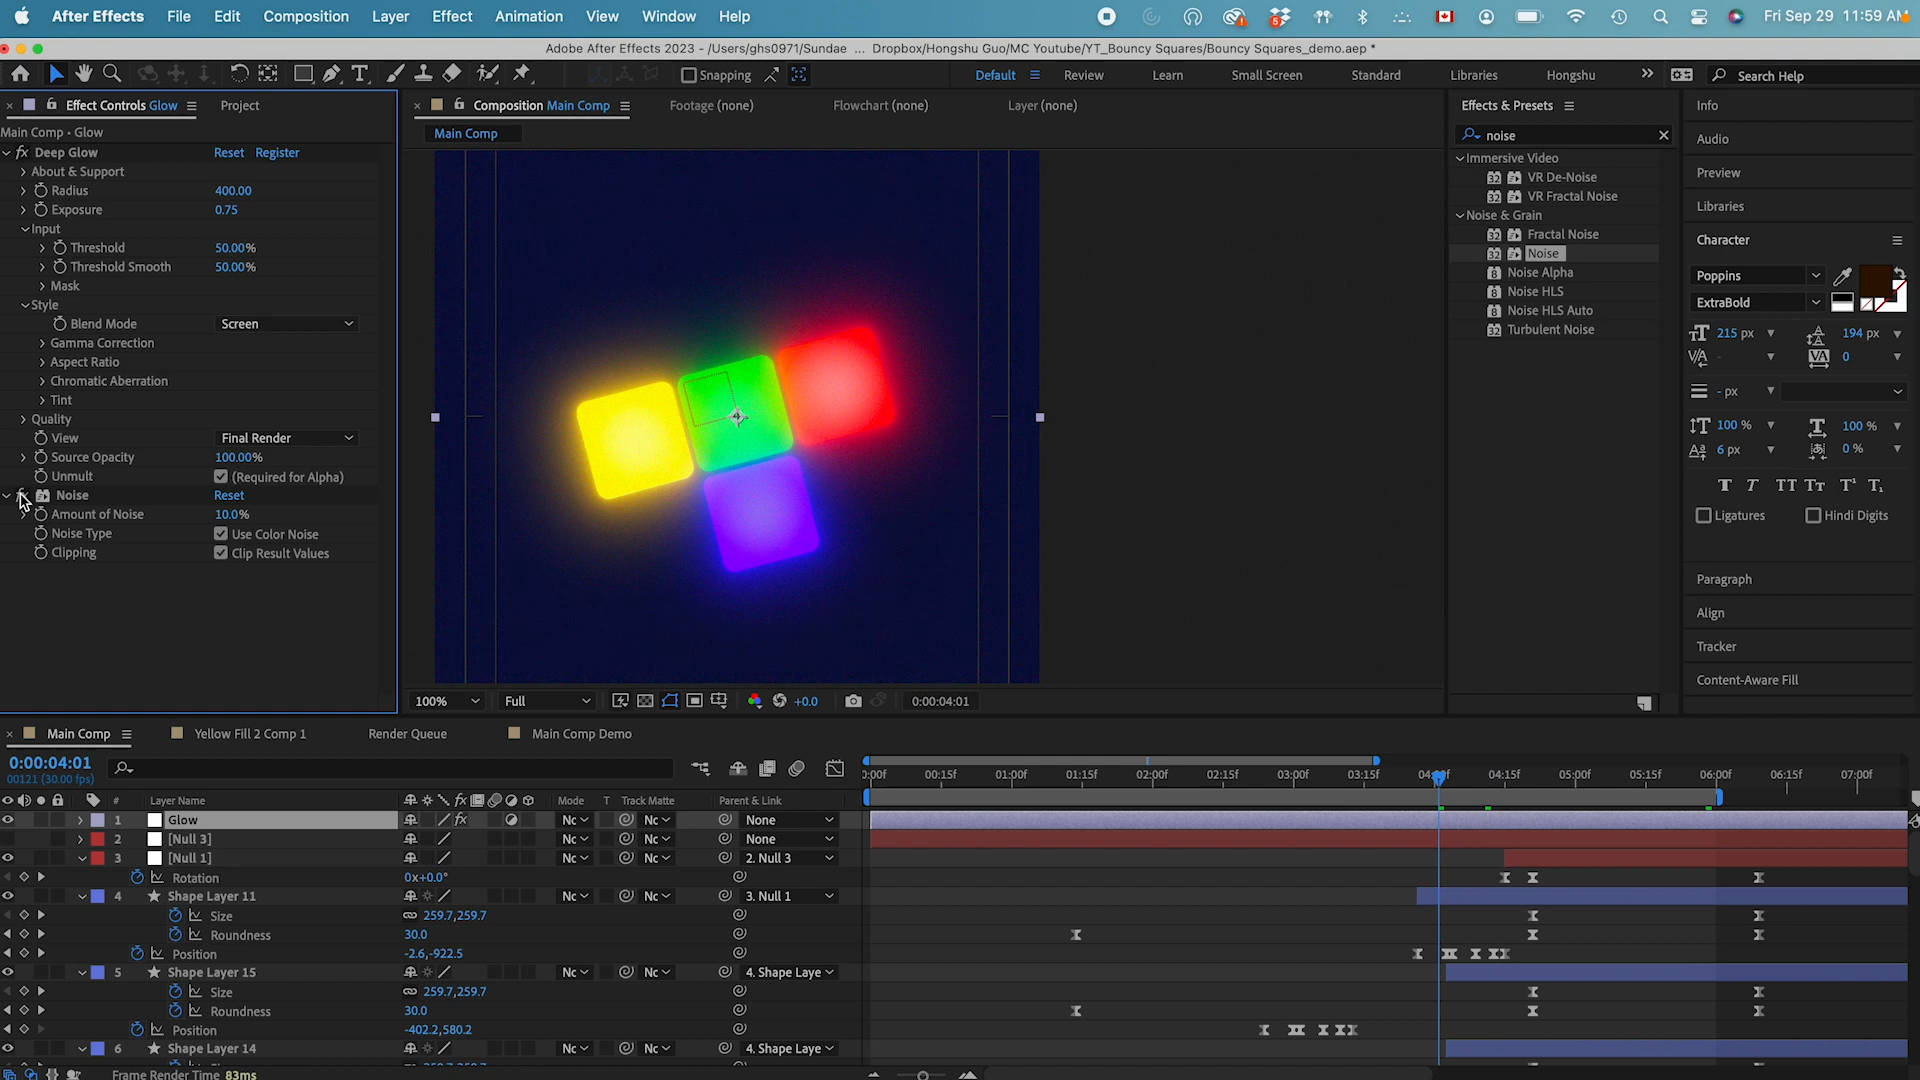 After Effects File Edit Composition Layer Effect Animation View Window Help Fri Sep 29 11:59 AM
Adobe After Effects 2023 - /Users/ghs0971/Sundae ... Dropbox/Hongshu Guo/MC Youtube/YT_Bouncy Squares/Bouncy Squares_demo.aep *
Snapping Default Review Learn Small Screen Standard Libraries Hongshu Search Help
Effect Controls Glow Project
Main Comp • Glow
fx Deep Glow Reset Register
About & Support
Radius 400.00
Exposure 0.75
Input
Threshold 50.00%
Threshold Smooth 50.00%
Mask
Style
Blend Mode Screen
Gamma Correction
Aspect Ratio
Chromatic Aberration
Tint
Quality
View Final Render
Source Opacity 100.00%
Unmult (Required for Alpha)
Noise Reset
Amount of Noise 10.0%
Noise Type Use Color Noise
Clipping Clip Result Values
Composition Main Comp Footage (none) Flowchart (none) Layer (none)
Main Comp
100% Full +0.0 0:00:04:01
Effects & Presets
noise
Immersive Video
VR De-Noise
VR Fractal Noise
Noise & Grain
Fractal Noise
Noise
Noise Alpha
Noise HLS
Noise HLS Auto
Turbulent Noise
Info
Audio
Preview
Libraries
Character
Poppins
ExtraBold
215 px 194 px
- 0
- px
100 % 100 %
6 px 0 %
Ligatures Hindi Digits
Paragraph
Align
Tracker
Content-Aware Fill
Main Comp Yellow Fill 2 Comp 1 Render Queue Main Comp Demo
0:00:04:01
00121 (30.00 fps)
00:15f 01:00f 01:15f 02:00f 02:15f 03:00f 03:15f 04:15f 05:00f 05:15f 06:00f 06:15f 07:00f
# Layer Name Mode T Track Matte Parent & Link
1 Glow None
2 [Null 3] None
3 [Null 1] 2. Null 3
Rotation 0x+0.0°
4 Shape Layer 11 3. Null 1
Size 259.7,259.7
Roundness 30.0
Position -2.6,-922.5
5 Shape Layer 15 4. Shape Laye
Size 259.7,259.7
Roundness 30.0
Position -402.2,580.2
6 Shape Layer 14 4. Shape Laye
Frame Render Time 83ms